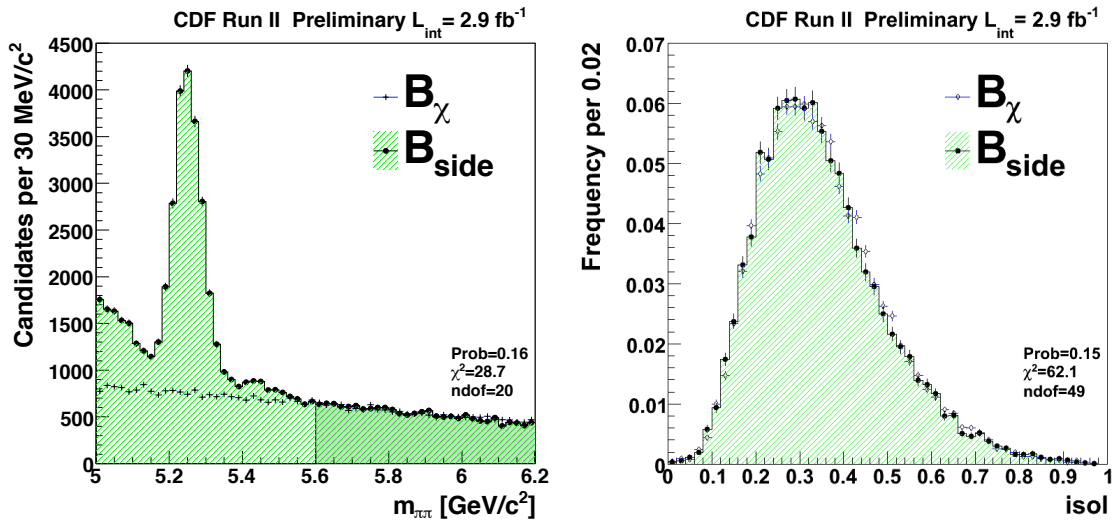 CDF Run II Preliminary L_int = 2.9 fb⁻¹
Candidates per 30 MeV/c²
4500
4000
3500
3000
2500
2000
1500
1000
500
0
B_χ
B_side
Prob=0.16
χ²=28.7
ndof=20
5 5.2 5.4 5.6 5.8 6 6.2
m_ππ [GeV/c²]
CDF Run II Preliminary L_int = 2.9 fb⁻¹
Frequency per 0.02
0.07
0.06
0.05
0.04
0.03
0.02
0.01
0
B_χ
B_side
Prob=0.15
χ²=62.1
ndof=49
0 0.1 0.2 0.3 0.4 0.5 0.6 0.7 0.8 0.9 1
isol